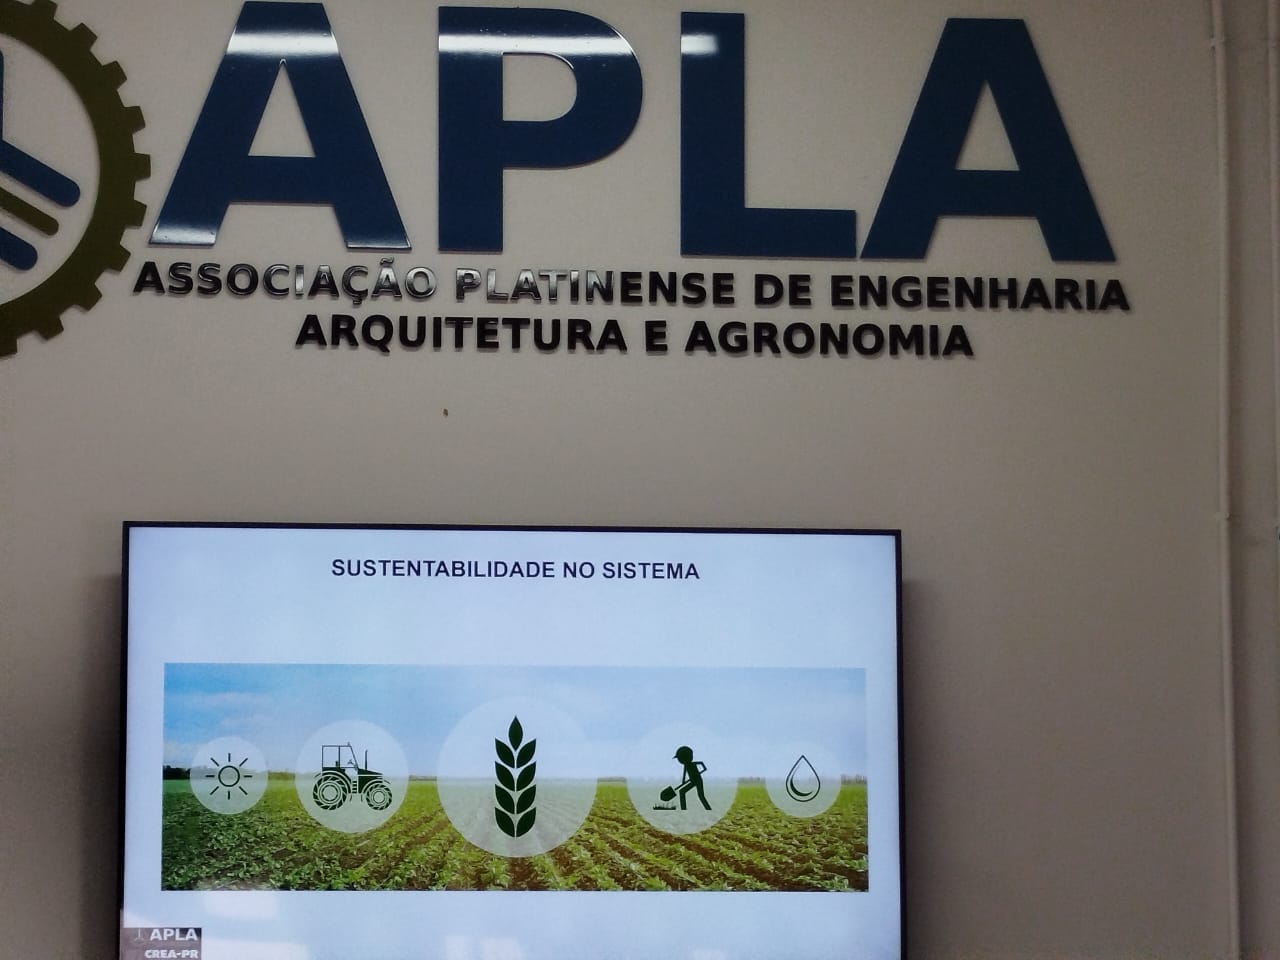 APLA
ASSOCIAÇÃO PLATINENSE DE ENGENHARIA
ARQUITETURA E AGRONOMIA
SUSTENTABILIDADE NO SISTEMA
APLA
CREA-PR